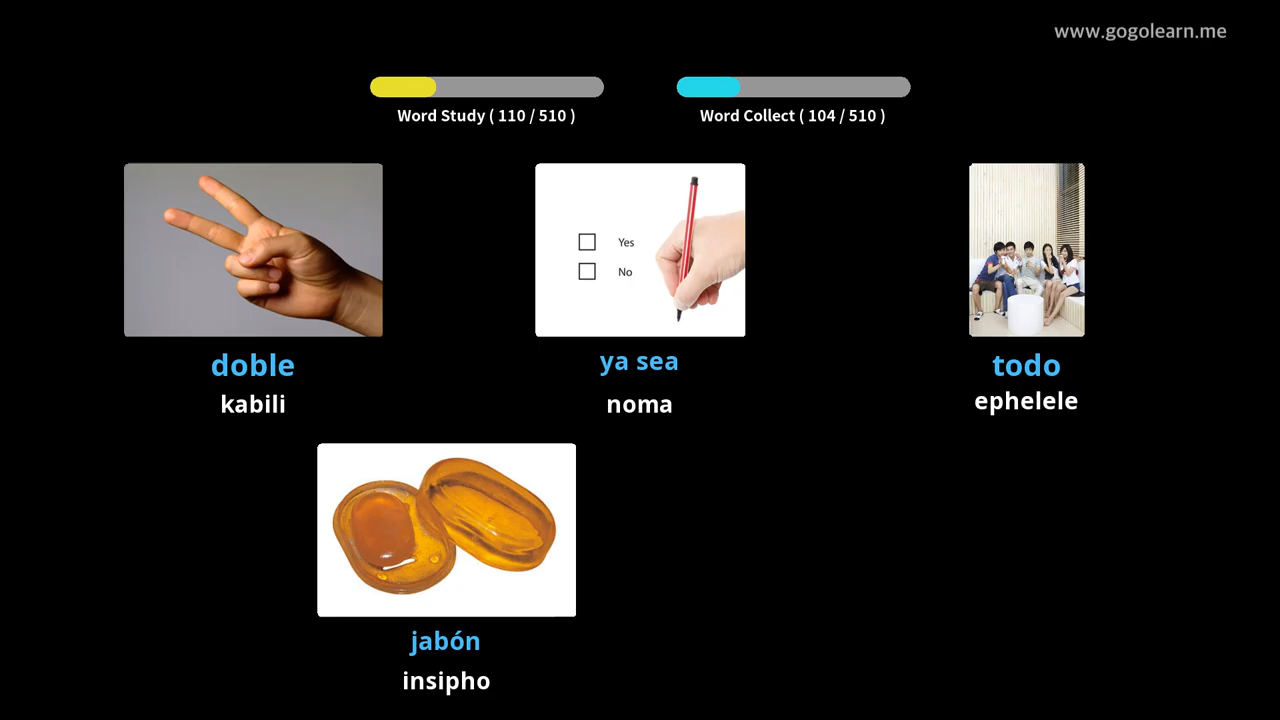 www.gogolearn.me
Word Study ( 110 / 510 )
Word Collect ( 104 / 510 )
Yes
No
doble
kabili
ya sea
noma
todo
ephelele
jabón
insipho